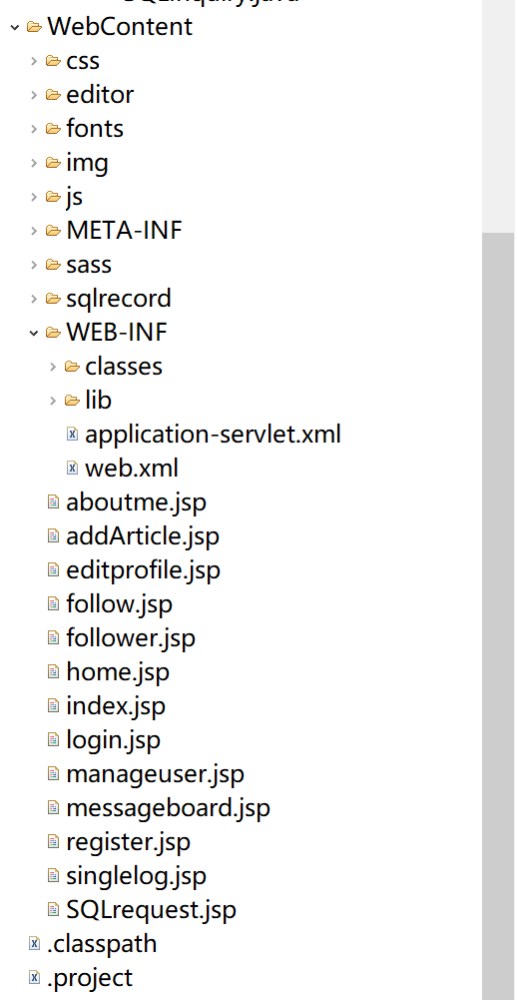 WebContent
css
editor
fonts
img
js
META-INF
sass
sqlrecord
WEB-INF
classes
lib
application-servlet.xml
web.xml
aboutme.jsp
addArticle.jsp
editprofile.jsp
follow.jsp
follower.jsp
home.jsp
index.jsp
login.jsp
manageuser.jsp
messageboard.jsp
register.jsp
singlelog.jsp
SQLrequest.jsp
.classpath
.project